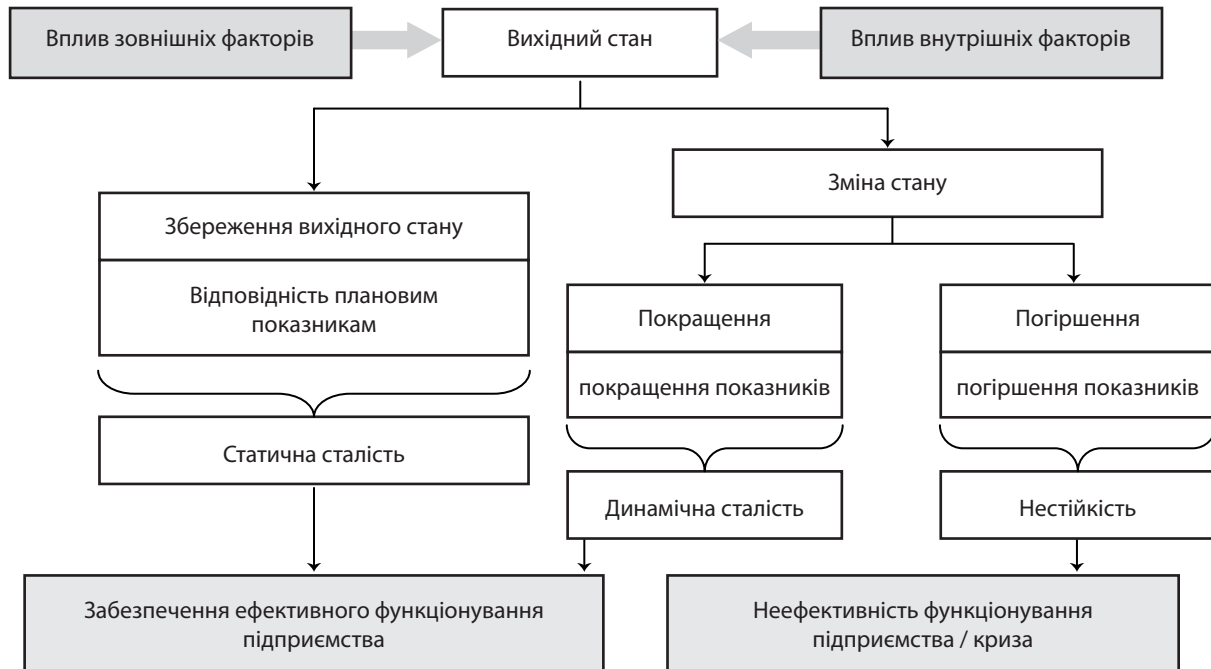 Вплив зовнішніх факторів
Вихідний стан
Вплив внутрішніх факторів
Зміна стану
Збереження вихідного стану
Відповідність плановим
показникам
Покращення
Погіршення
покращення показників
погіршення показників
Статична сталість
Динамічна сталість
Нестійкість
Забезпечення ефективного функціонування
підприємства
Неефективність функціонування
підприємства / криза